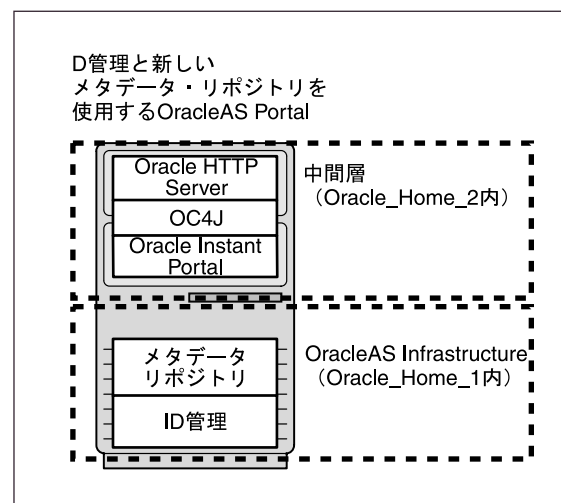 D管理と新しい
メタデータ・リポジトリを
使用するOracleAS Portal
Oracle HTTP
Server
OC4J
Oracle Instant
Portal
中間層
（Oracle_Home_2内）
メタデータ
リポジトリ
ID管理
OracleAS Infrastructure
（Oracle_Home_1内）